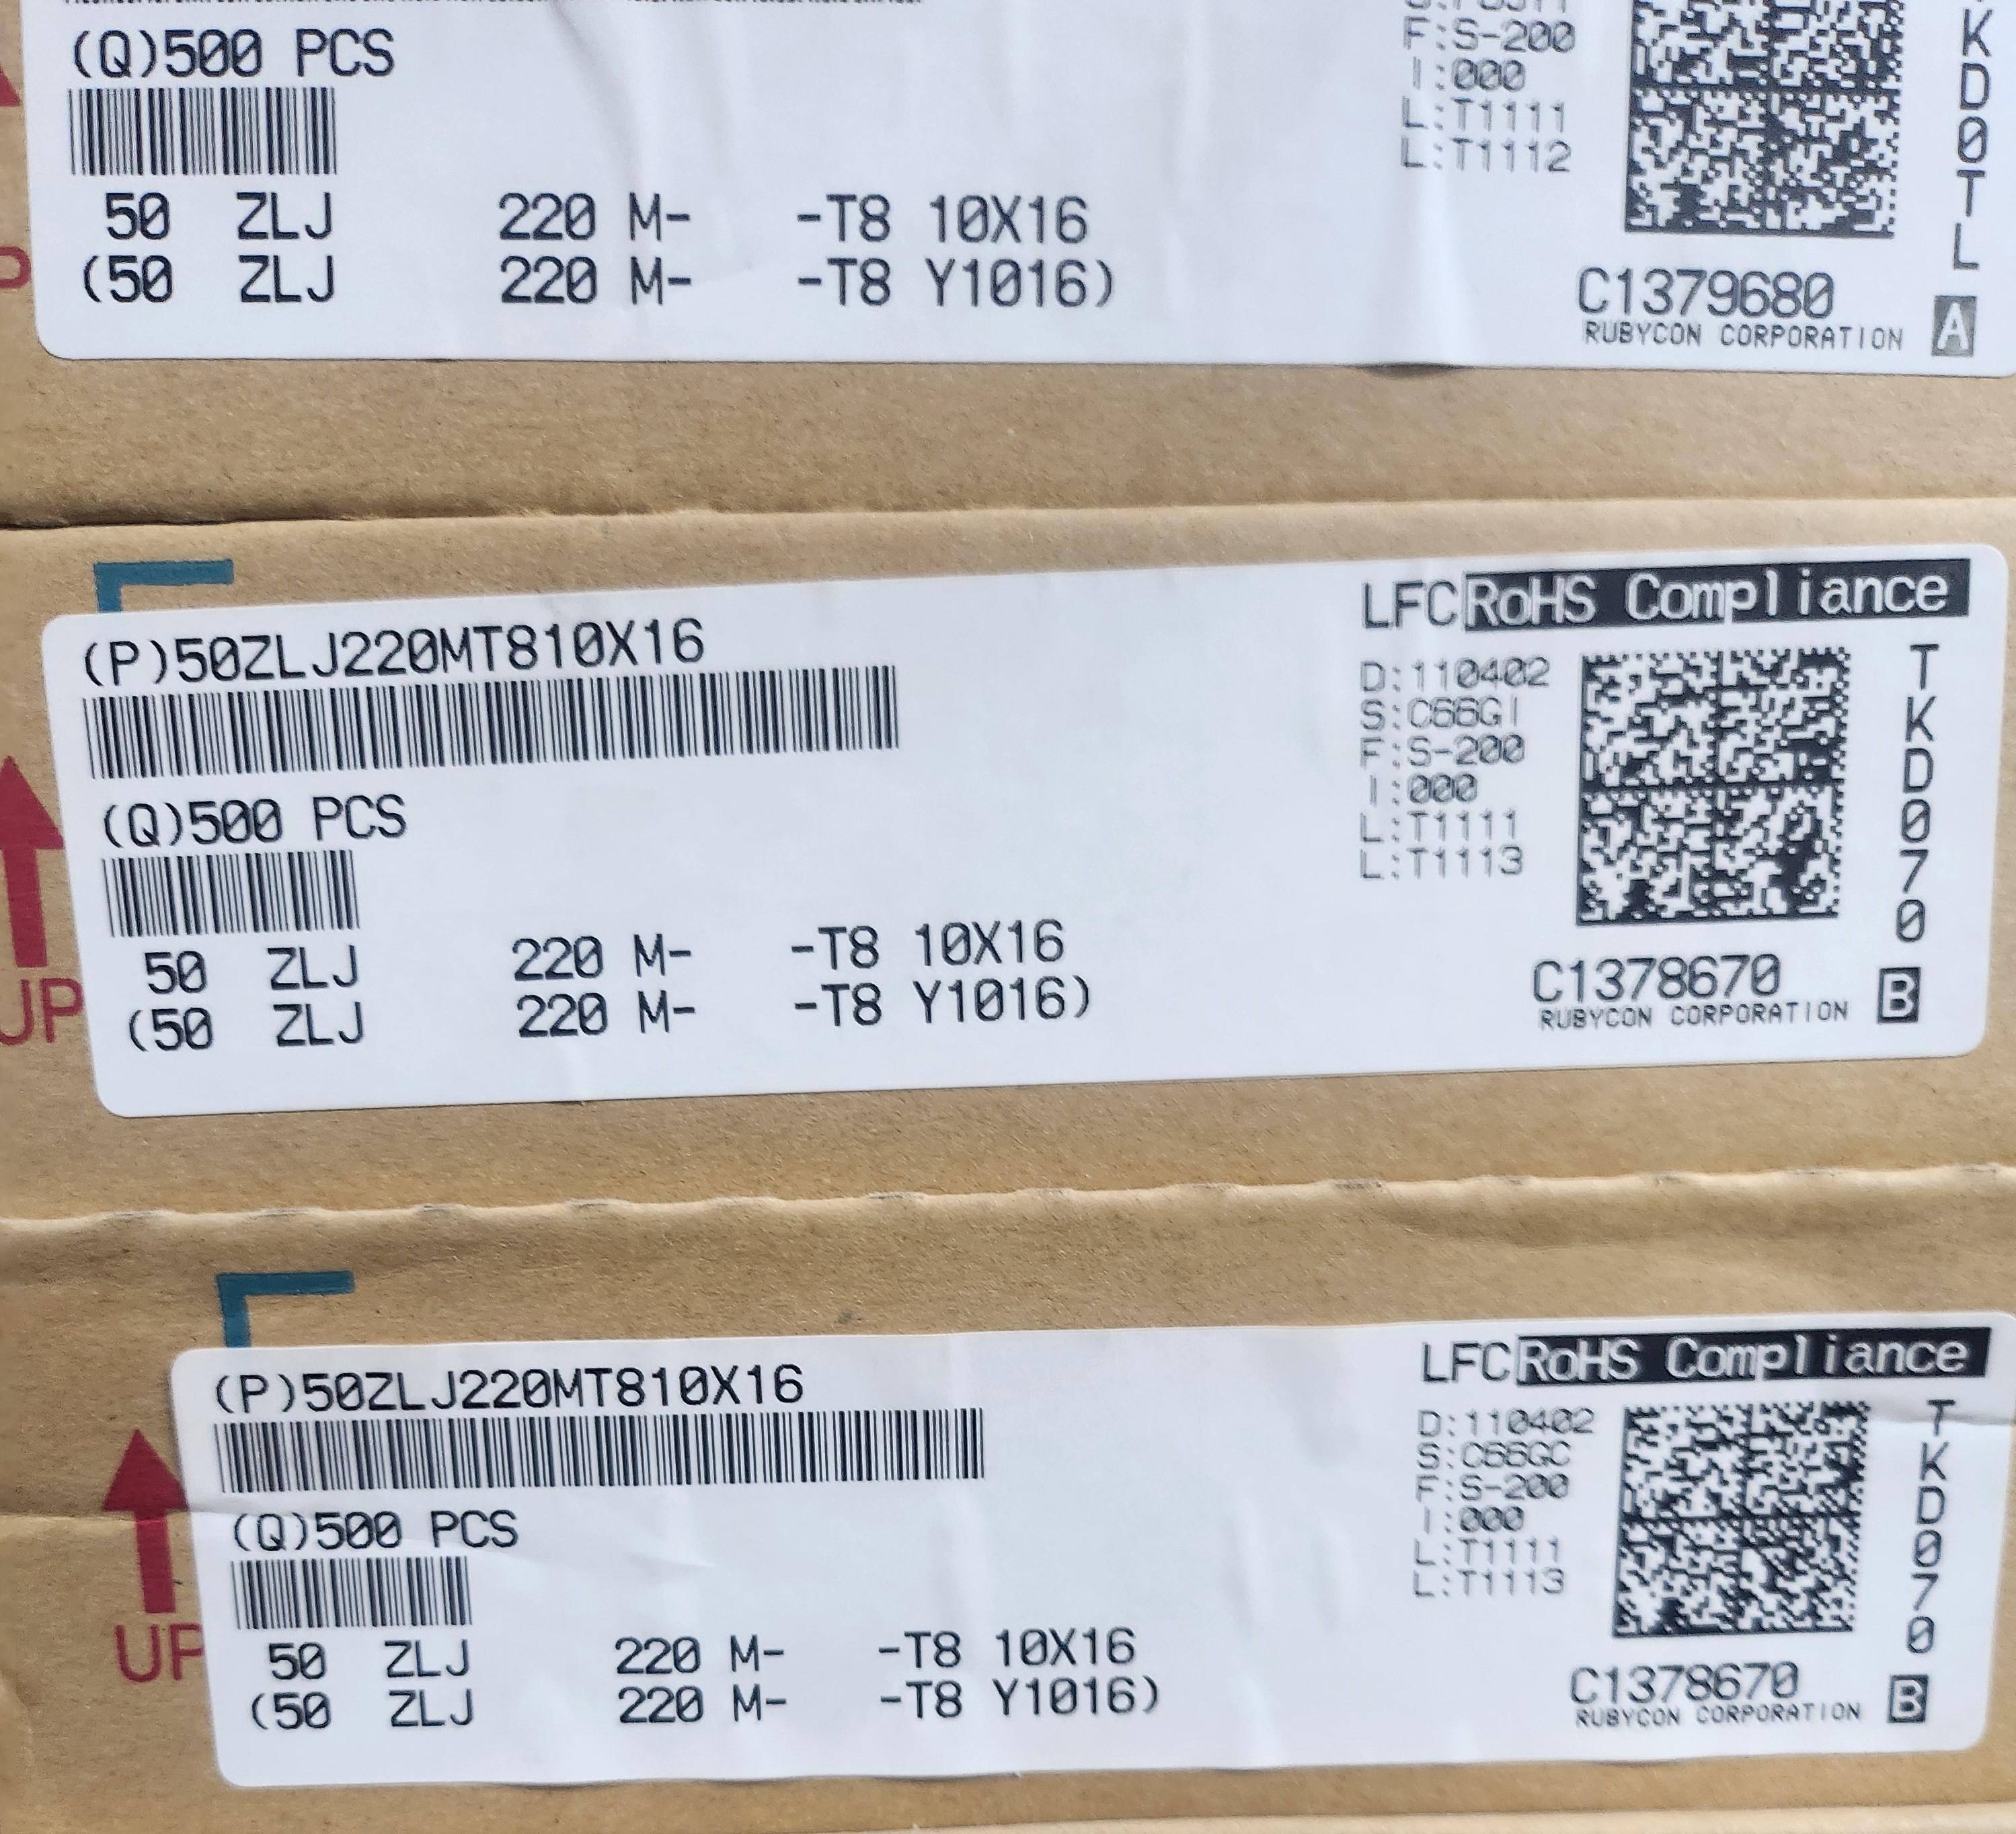 (Q)500 PCS
F:S-200
I:000
L:T1111
L:T1112
KD0TL
50 ZLJ 220 M- -T8 10X16
(50 ZLJ 220 M- -T8 Y1016)
C1379680
RUBYCON CORPORATION A
LFC RoHS Compliance
(P)50ZLJ220MT810X16
D:110402
S:C66GI
F:S-200
I:000
L:T1111
L:T1113
TKD070
(Q)500 PCS
50 ZLJ 220 M- -T8 10X16
(50 ZLJ 220 M- -T8 Y1016)
C1378670
RUBYCON CORPORATION B
UP
LFC RoHS Compliance
(P)50ZLJ220MT810X16
D:110402
S:C66GC
F:S-200
I:000
L:T1111
L:T1113
TKD070
(Q)500 PCS
50 ZLJ 220 M- -T8 10X16
(50 ZLJ 220 M- -T8 Y1016)
C1378670
RUBYCON CORPORATION B
UP